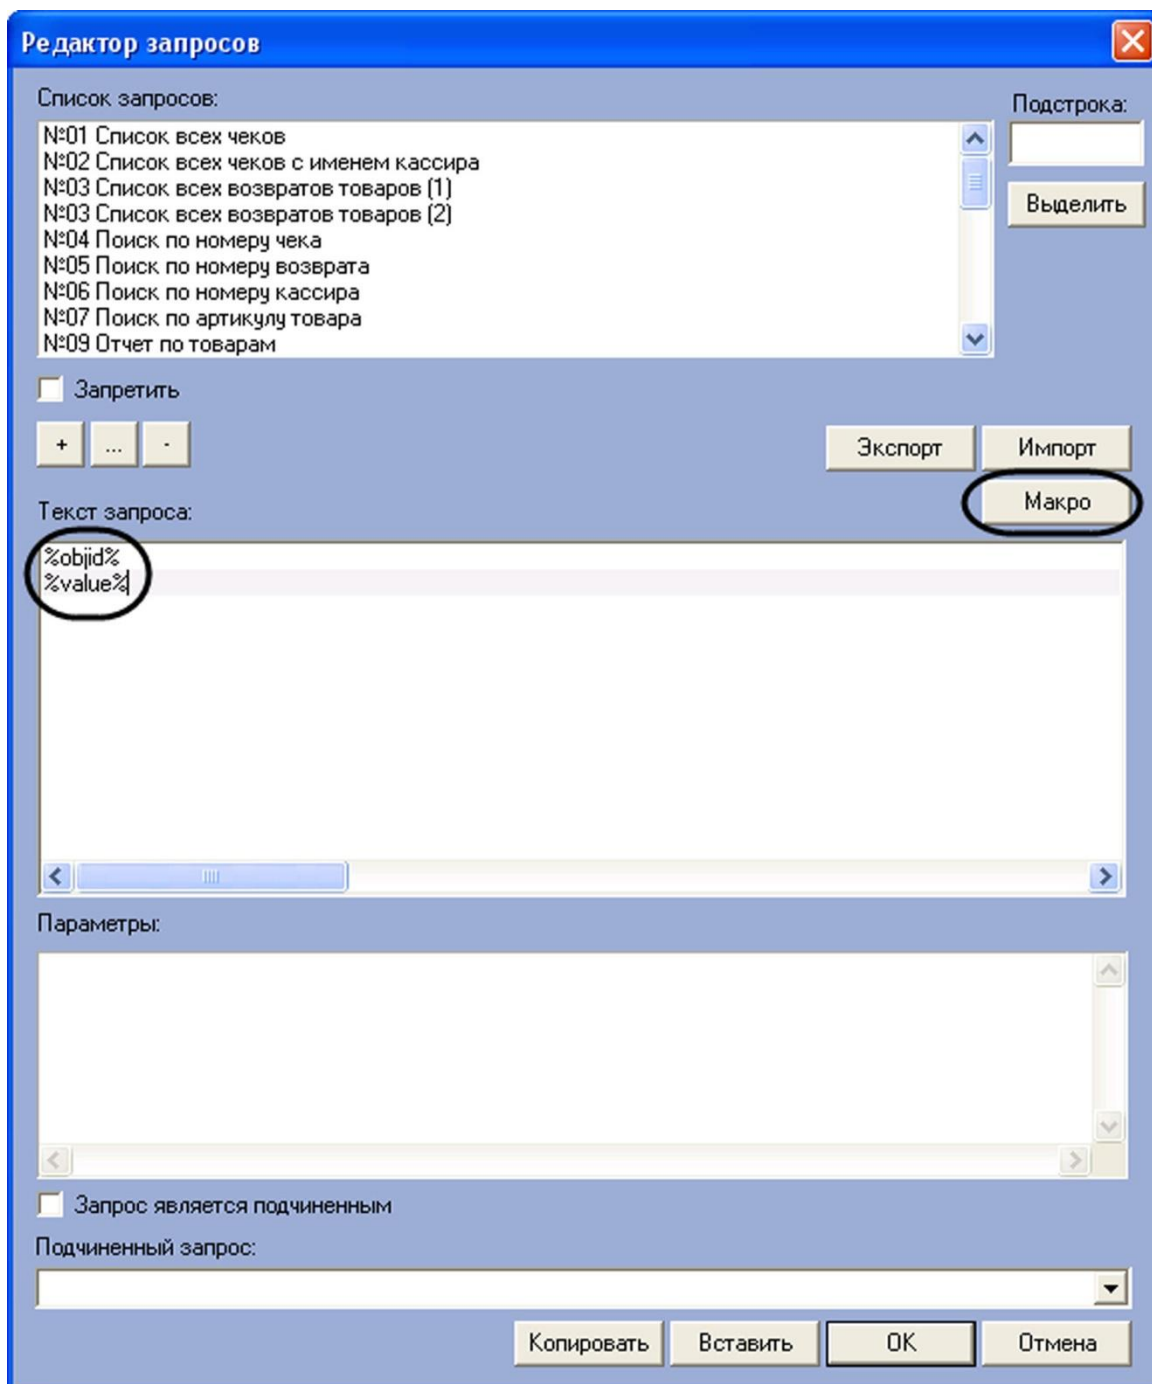 Редактор запросов
Список запросов:
Подстрока:
№01 Список всех чеков
№02 Список всех чеков с именем кассира
№03 Список всех возвратов товаров (1)
№03 Список всех возвратов товаров (2)
№04 Поиск по номеру чека
№05 Поиск по номеру возврата
№06 Поиск по номеру кассира
№07 Поиск по артикулу товара
№09 Отчет по товарам
Выделить
Запретить
+ ... -
Экспорт Импорт
Макро
Текст запроса:
%objid%
%value%
Параметры:
Запрос является подчиненным
Подчиненный запрос:
Копировать Вставить OK Отмена